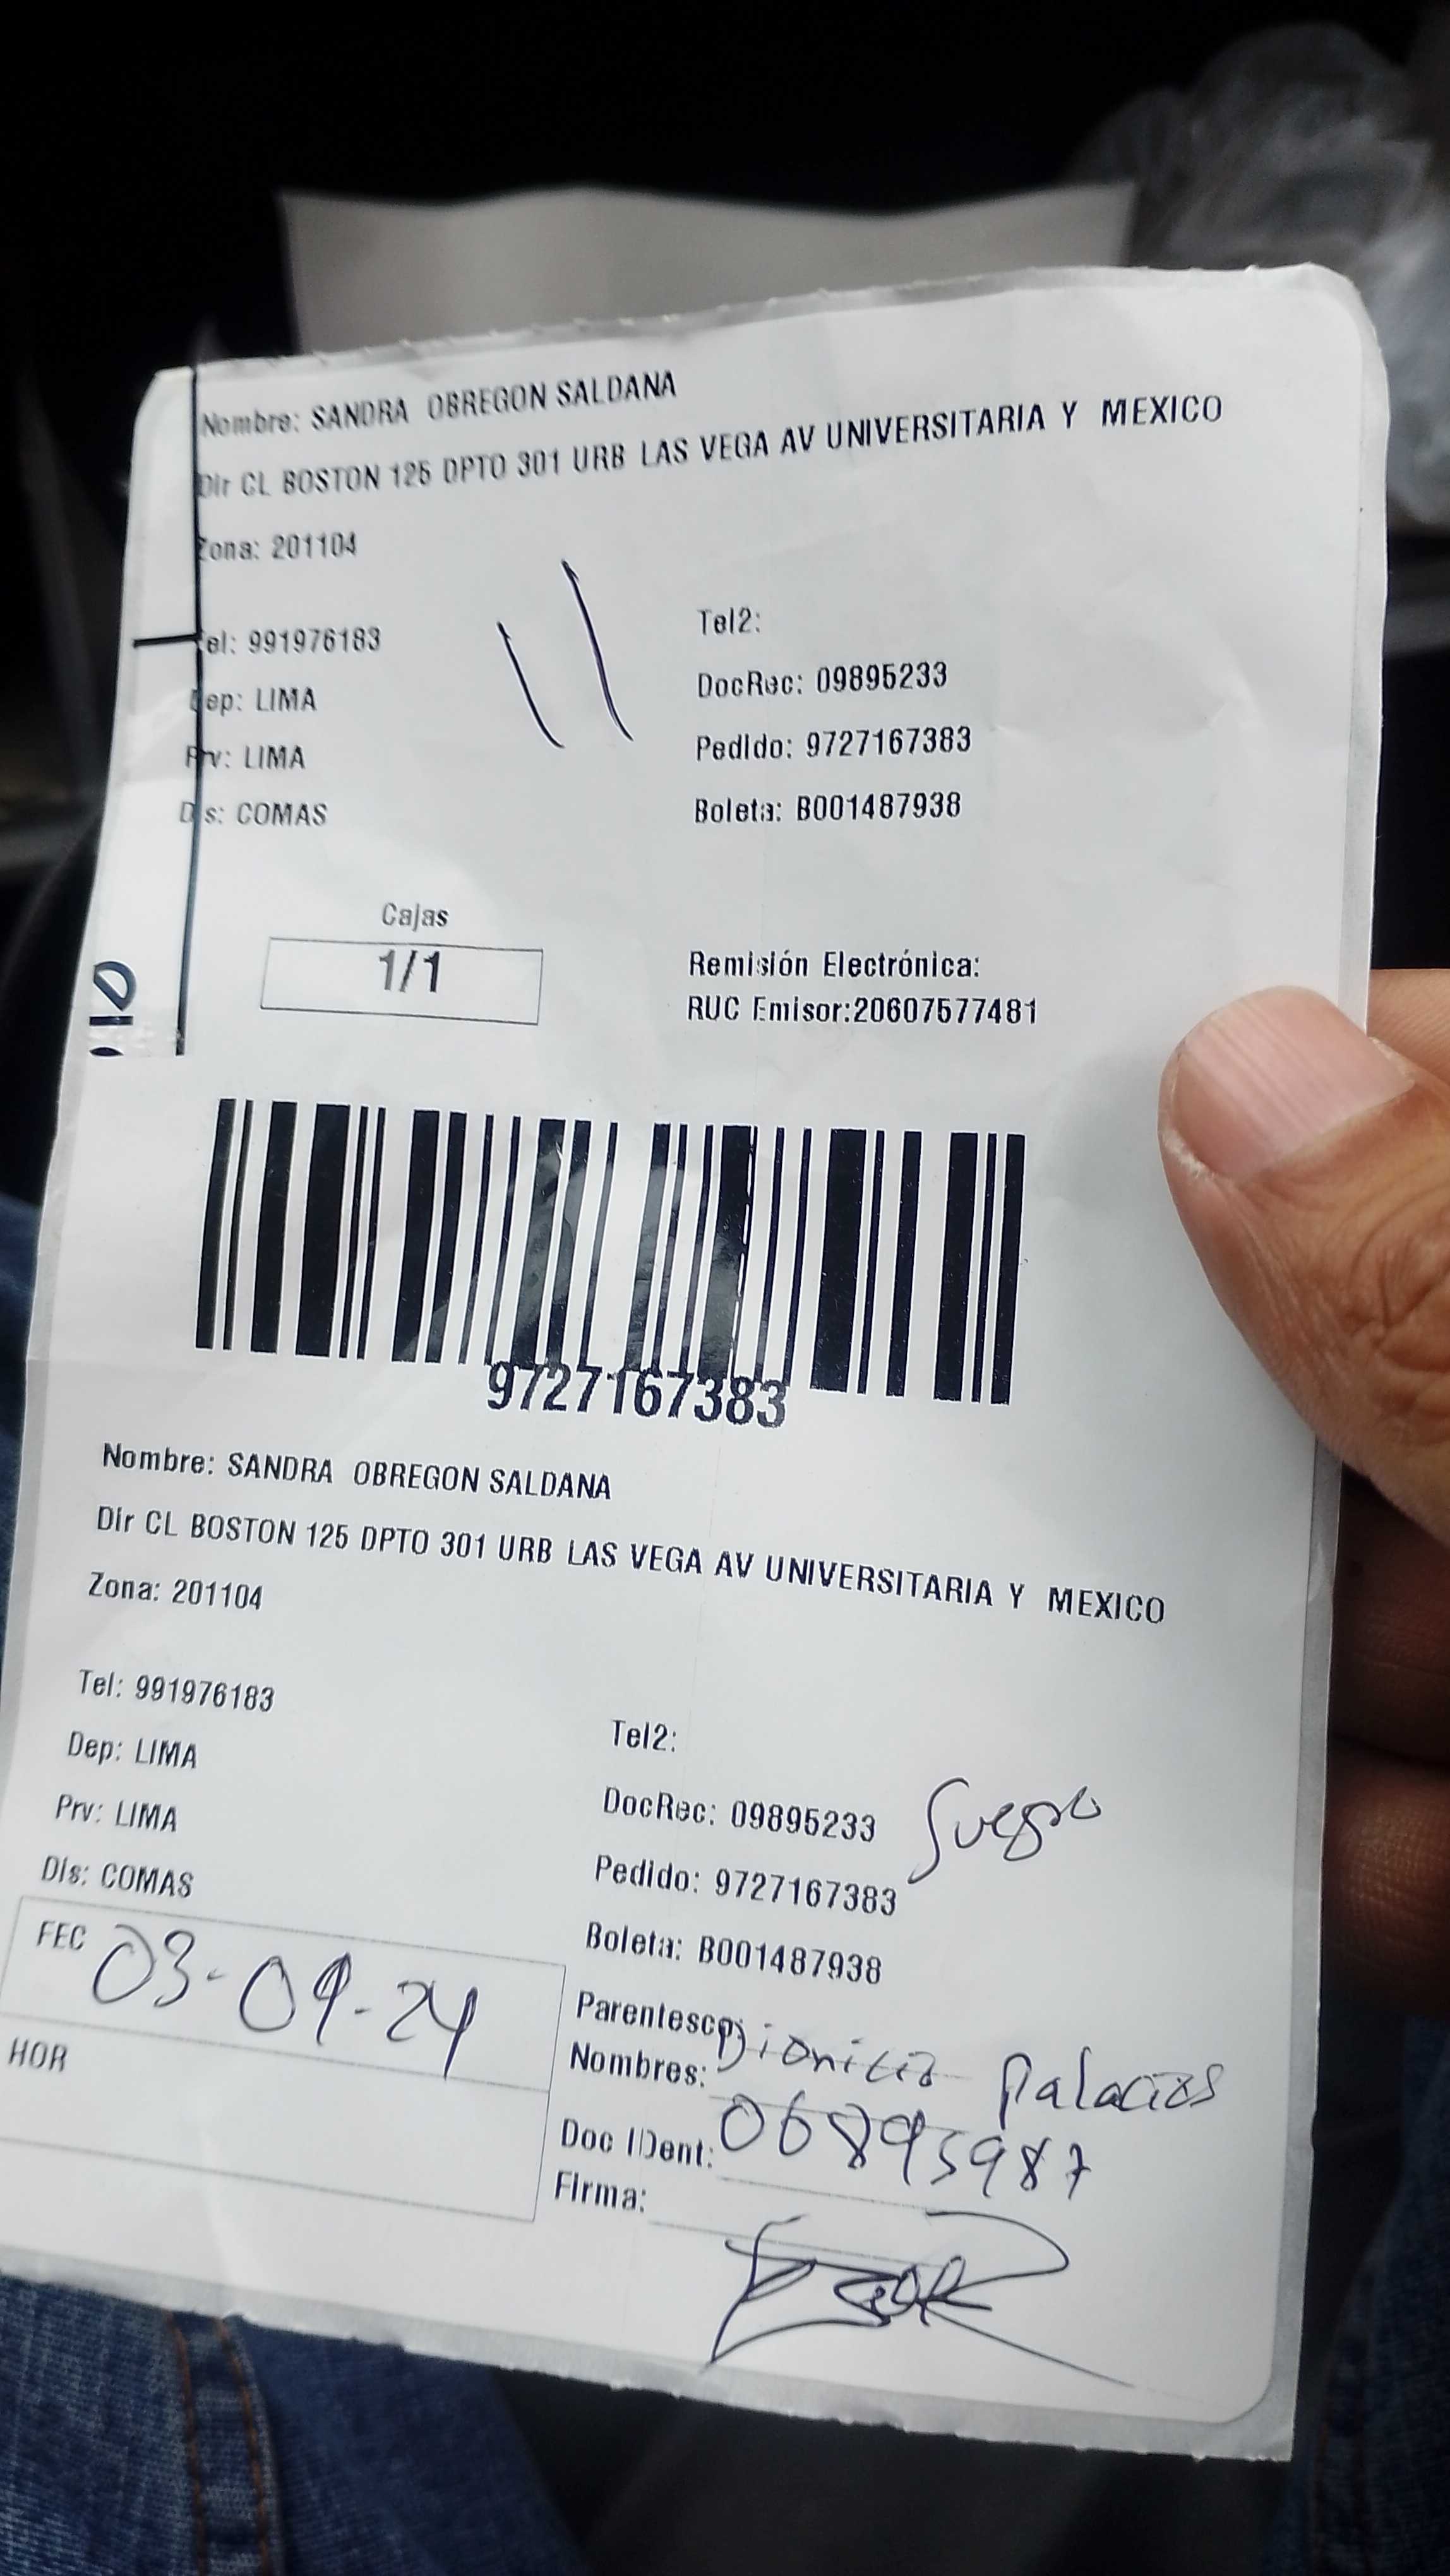 Nombre: SANDRA OBREGON SALDANA
Dir CL BOSTON 125 DPTO 301 URB LAS VEGA AV UNIVERSITARIA Y MEXICO
Zona: 201104
Tel: 991976183
Tel2:
Dep: LIMA
DocRec: 09895233
Prv: LIMA
Pedido: 9727167383
Dis: COMAS
Boleta: B001487938
Cajas
1/1
Remisión Electrónica:
RUC Emisor:20607577481
9727167383
Nombre: SANDRA OBREGON SALDANA
Dir CL BOSTON 125 DPTO 301 URB LAS VEGA AV UNIVERSITARIA Y MEXICO
Zona: 201104
Tel: 991976183
Tel2:
Dep: LIMA
DocRec: 09895233 Suegro
Prv: LIMA
Pedido: 9727167383
Dis: COMAS
Boleta: B001487938
FEC 03-09-24
Parentesco:
Nombres: Dionicio Palacios
HOR
Doc IDent: 06895987
Firma: